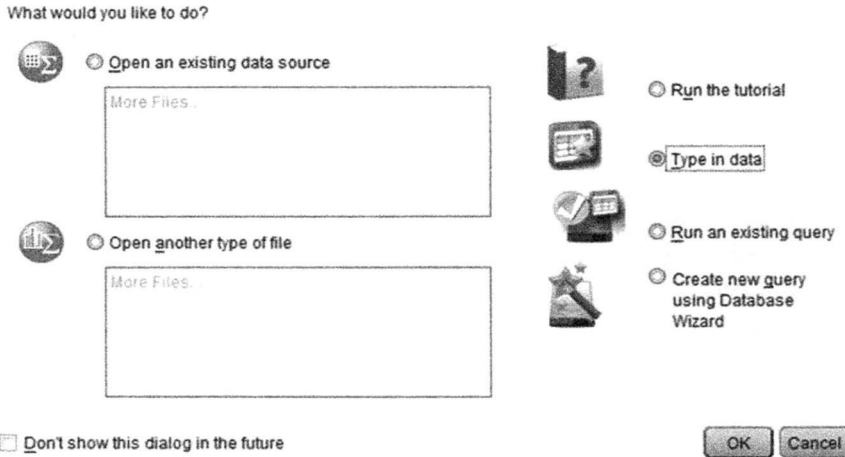 What would you like to do?
Open an existing data source
More Files..
Open another type of file
More Files..
Run the tutorial
Type in data
Run an existing query
Create new query
using Database
Wizard
Don't show this dialog in the future
OK
Cancel